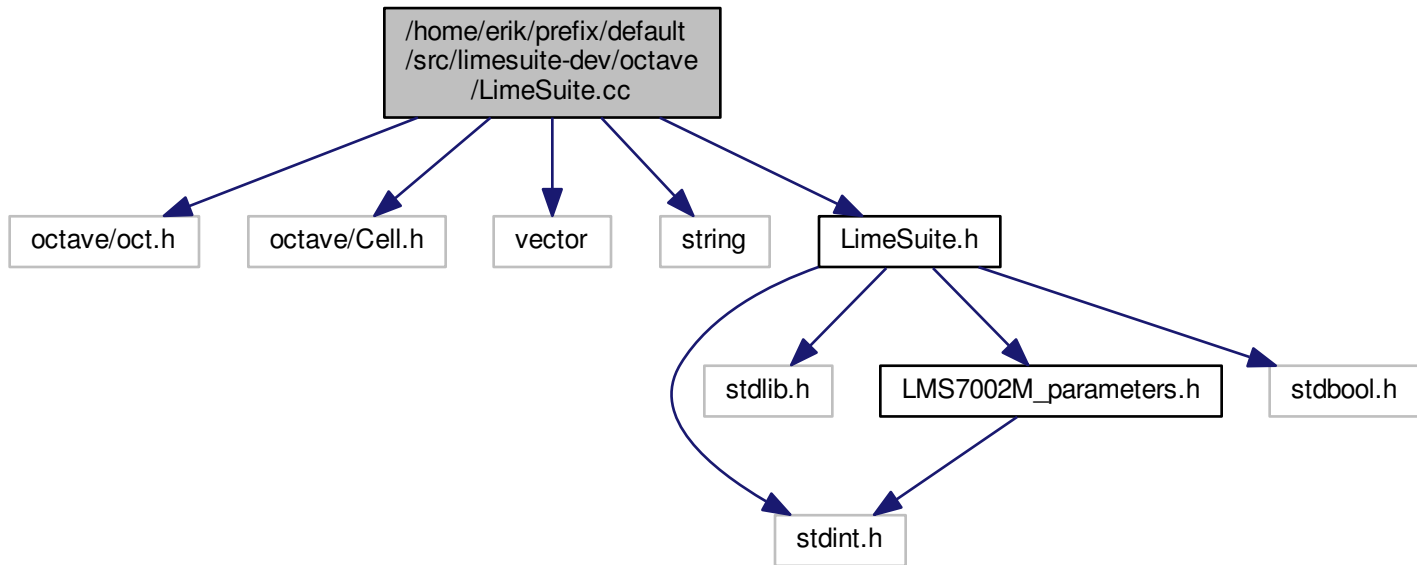 /home/erik/prefix/default
/src/limesuite-dev/octave
/LimeSuite.cc
octave/oct.h
octave/Cell.h
vector
string
LimeSuite.h
stdlib.h
LMS7002M_parameters.h
stdbool.h
stdint.h